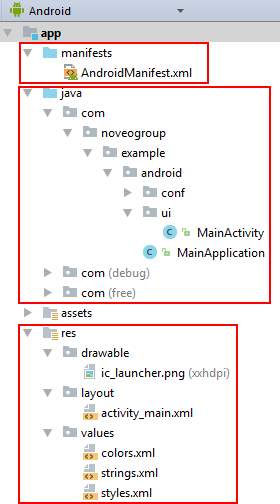 Android
app
manifests
AndroidManifest.xml
java
com
noveogroup
example
android
conf
ui
MainActivity
MainApplication
com (debug)
com (free)
assets
res
drawable
ic_launcher.png (xxhdpi)
layout
activity_main.xml
values
colors.xml
strings.xml
styles.xml